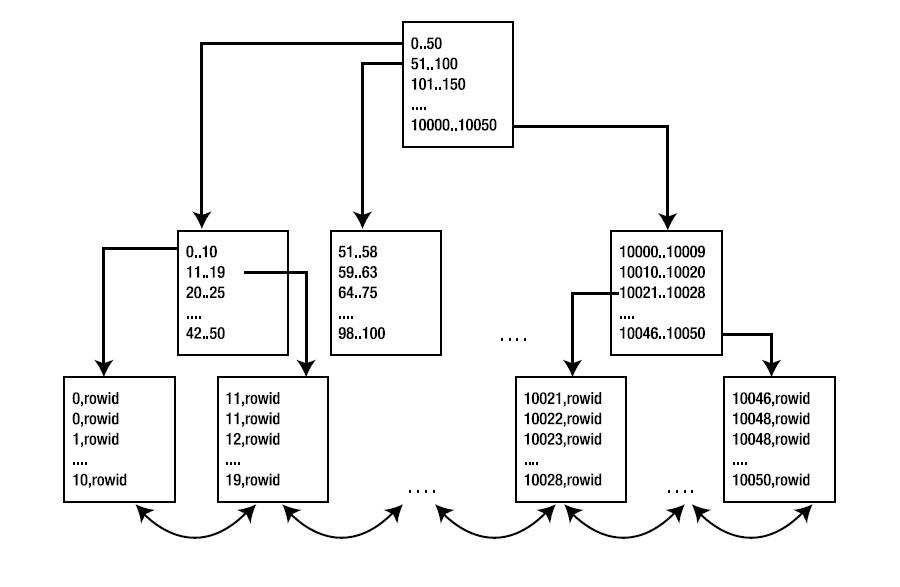 0..50
51..100
101..150
....
10000..10050
0..10
11..19
20..25
....
42..50
51..58
59..63
64..75
....
98..100
....
10000..10009
10010..10020
10021..10028
....
10046..10050
0,rowid
0,rowid
1,rowid
....
10,rowid
11,rowid
11,rowid
12,rowid
....
19,rowid
....
10021,rowid
10022,rowid
10023,rowid
....
10028,rowid
....
10046,rowid
10048,rowid
10048,rowid
....
10050,rowid